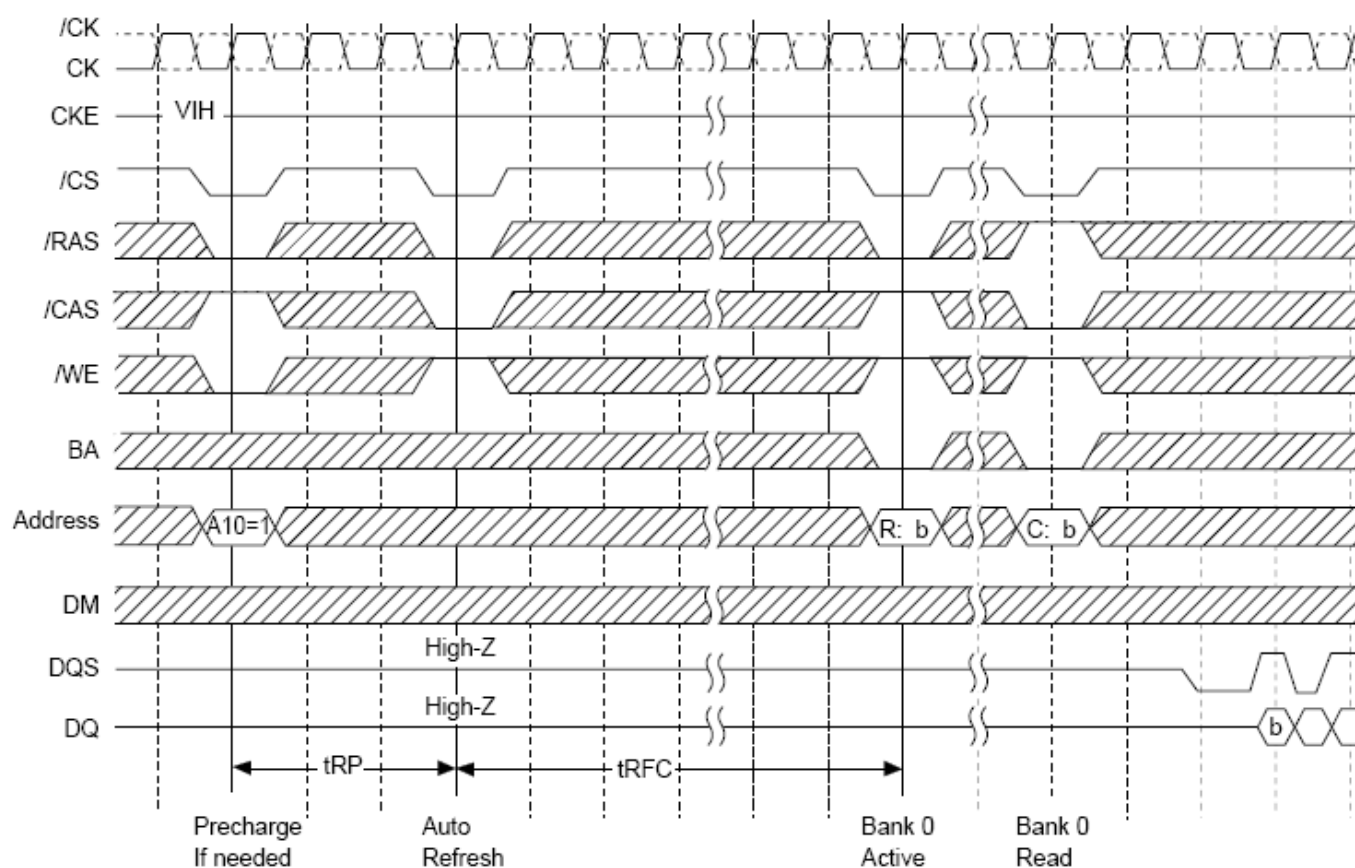 /CK
CK
CKE
VIH
/CS
/RAS
/CAS
/WE
BA
Address
A10=1
R: b
C: b
DM
High-Z
DQS
High-Z
DQ
b
tRP
tRFC
Precharge
If needed
Auto
Refresh
Bank 0
Active
Bank 0
Read